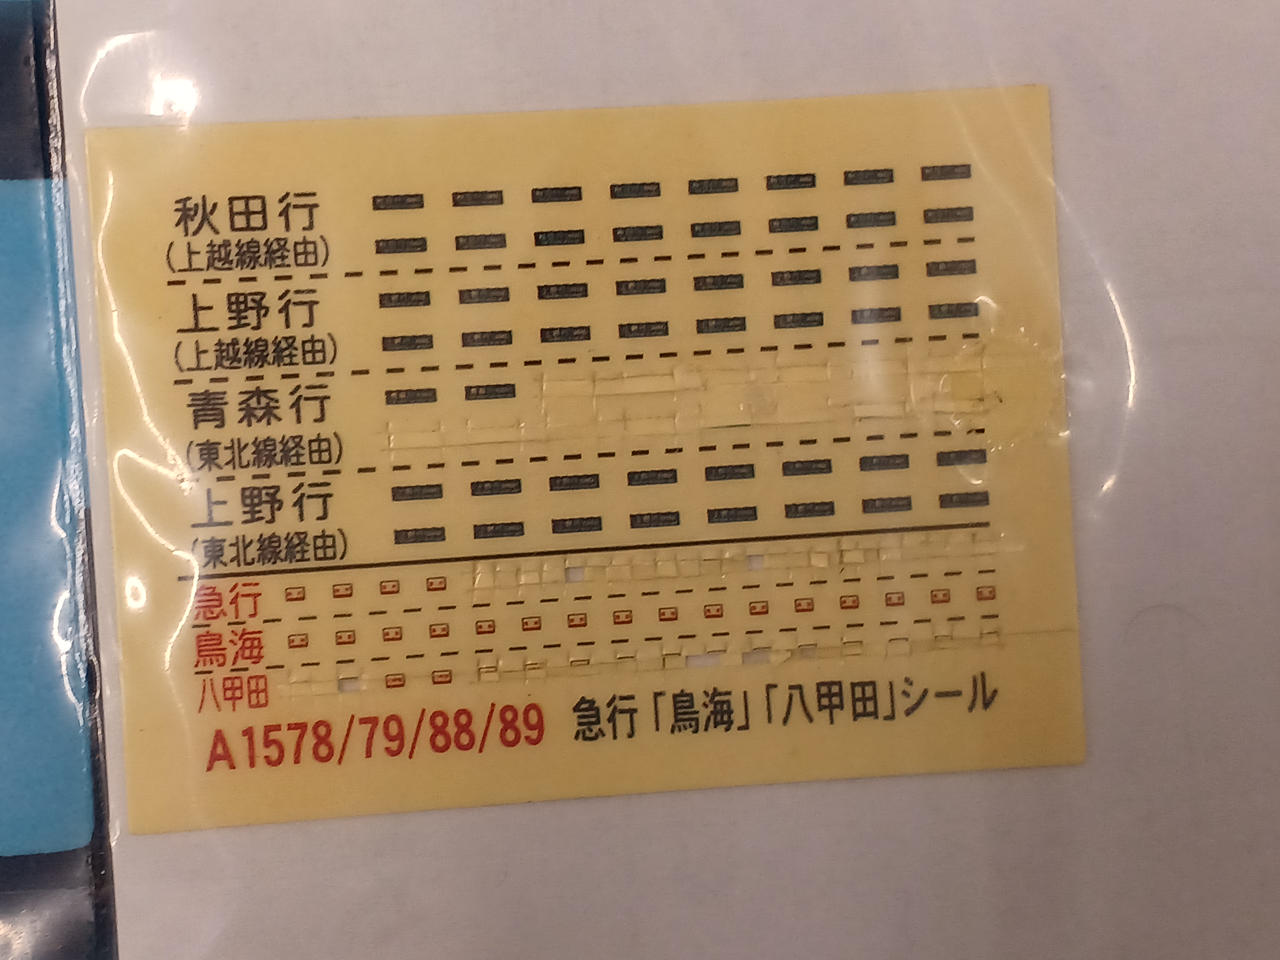 秋田行
(上越線経由)
上野行
(上越線経由)
青森行
(東北線経由)
上野行
(東北線経由)
急行
鳥海
八甲田
A1578/79/88/89 急行「鳥海」「八甲田」シール